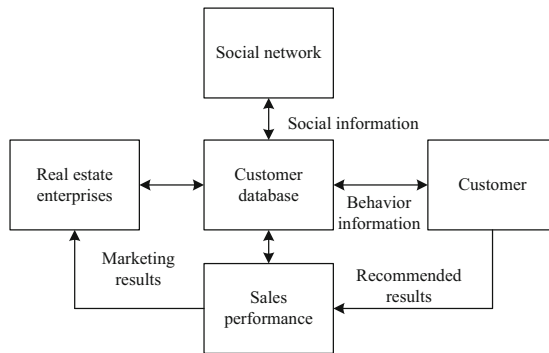 Social network
Social information
Real estate
enterprises
Customer
database
Customer
Behavior
information
Marketing
results
Recommended
results
Sales
performance